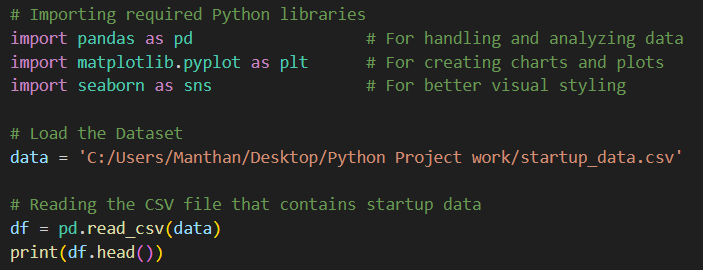 # Importing required Python libraries
import pandas as pd                 # For handling and analyzing data
import matplotlib.pyplot as plt     # For creating charts and plots
import seaborn as sns               # For better visual styling

# Load the Dataset
data = 'C:/Users/Manthan/Desktop/Python Project work/startup_data.csv'

# Reading the CSV file that contains startup data
df = pd.read_csv(data)
print(df.head())